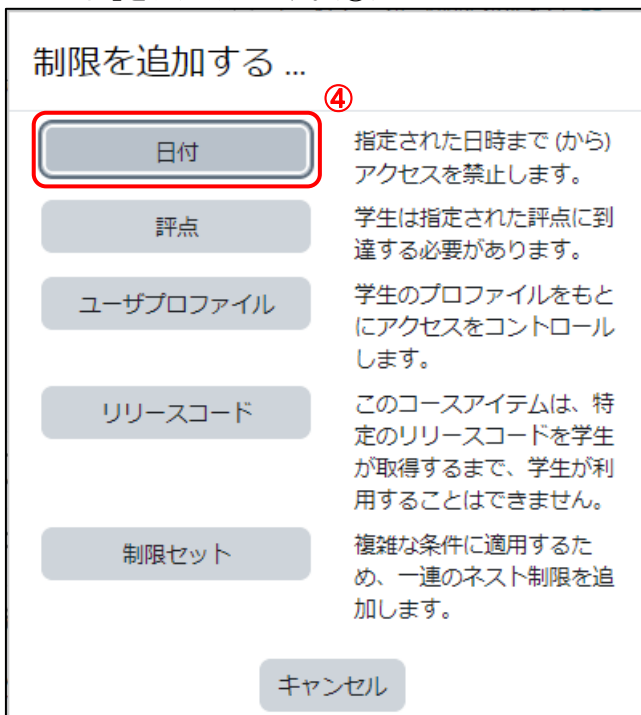 制限を追加する ...
④
日付
指定された日時まで (から)
アクセスを禁止します。
評点
学生は指定された評点に到
達する必要があります。
ユーザプロファイル
学生のプロファイルをもと
にアクセスをコントロール
します。
リリースコード
このコースアイテムは、特
定のリリースコードを学生
が取得するまで、学生が利
用することはできません。
制限セット
複雑な条件に適用するた
め、一連のネスト制限を追
加します。
キャンセル